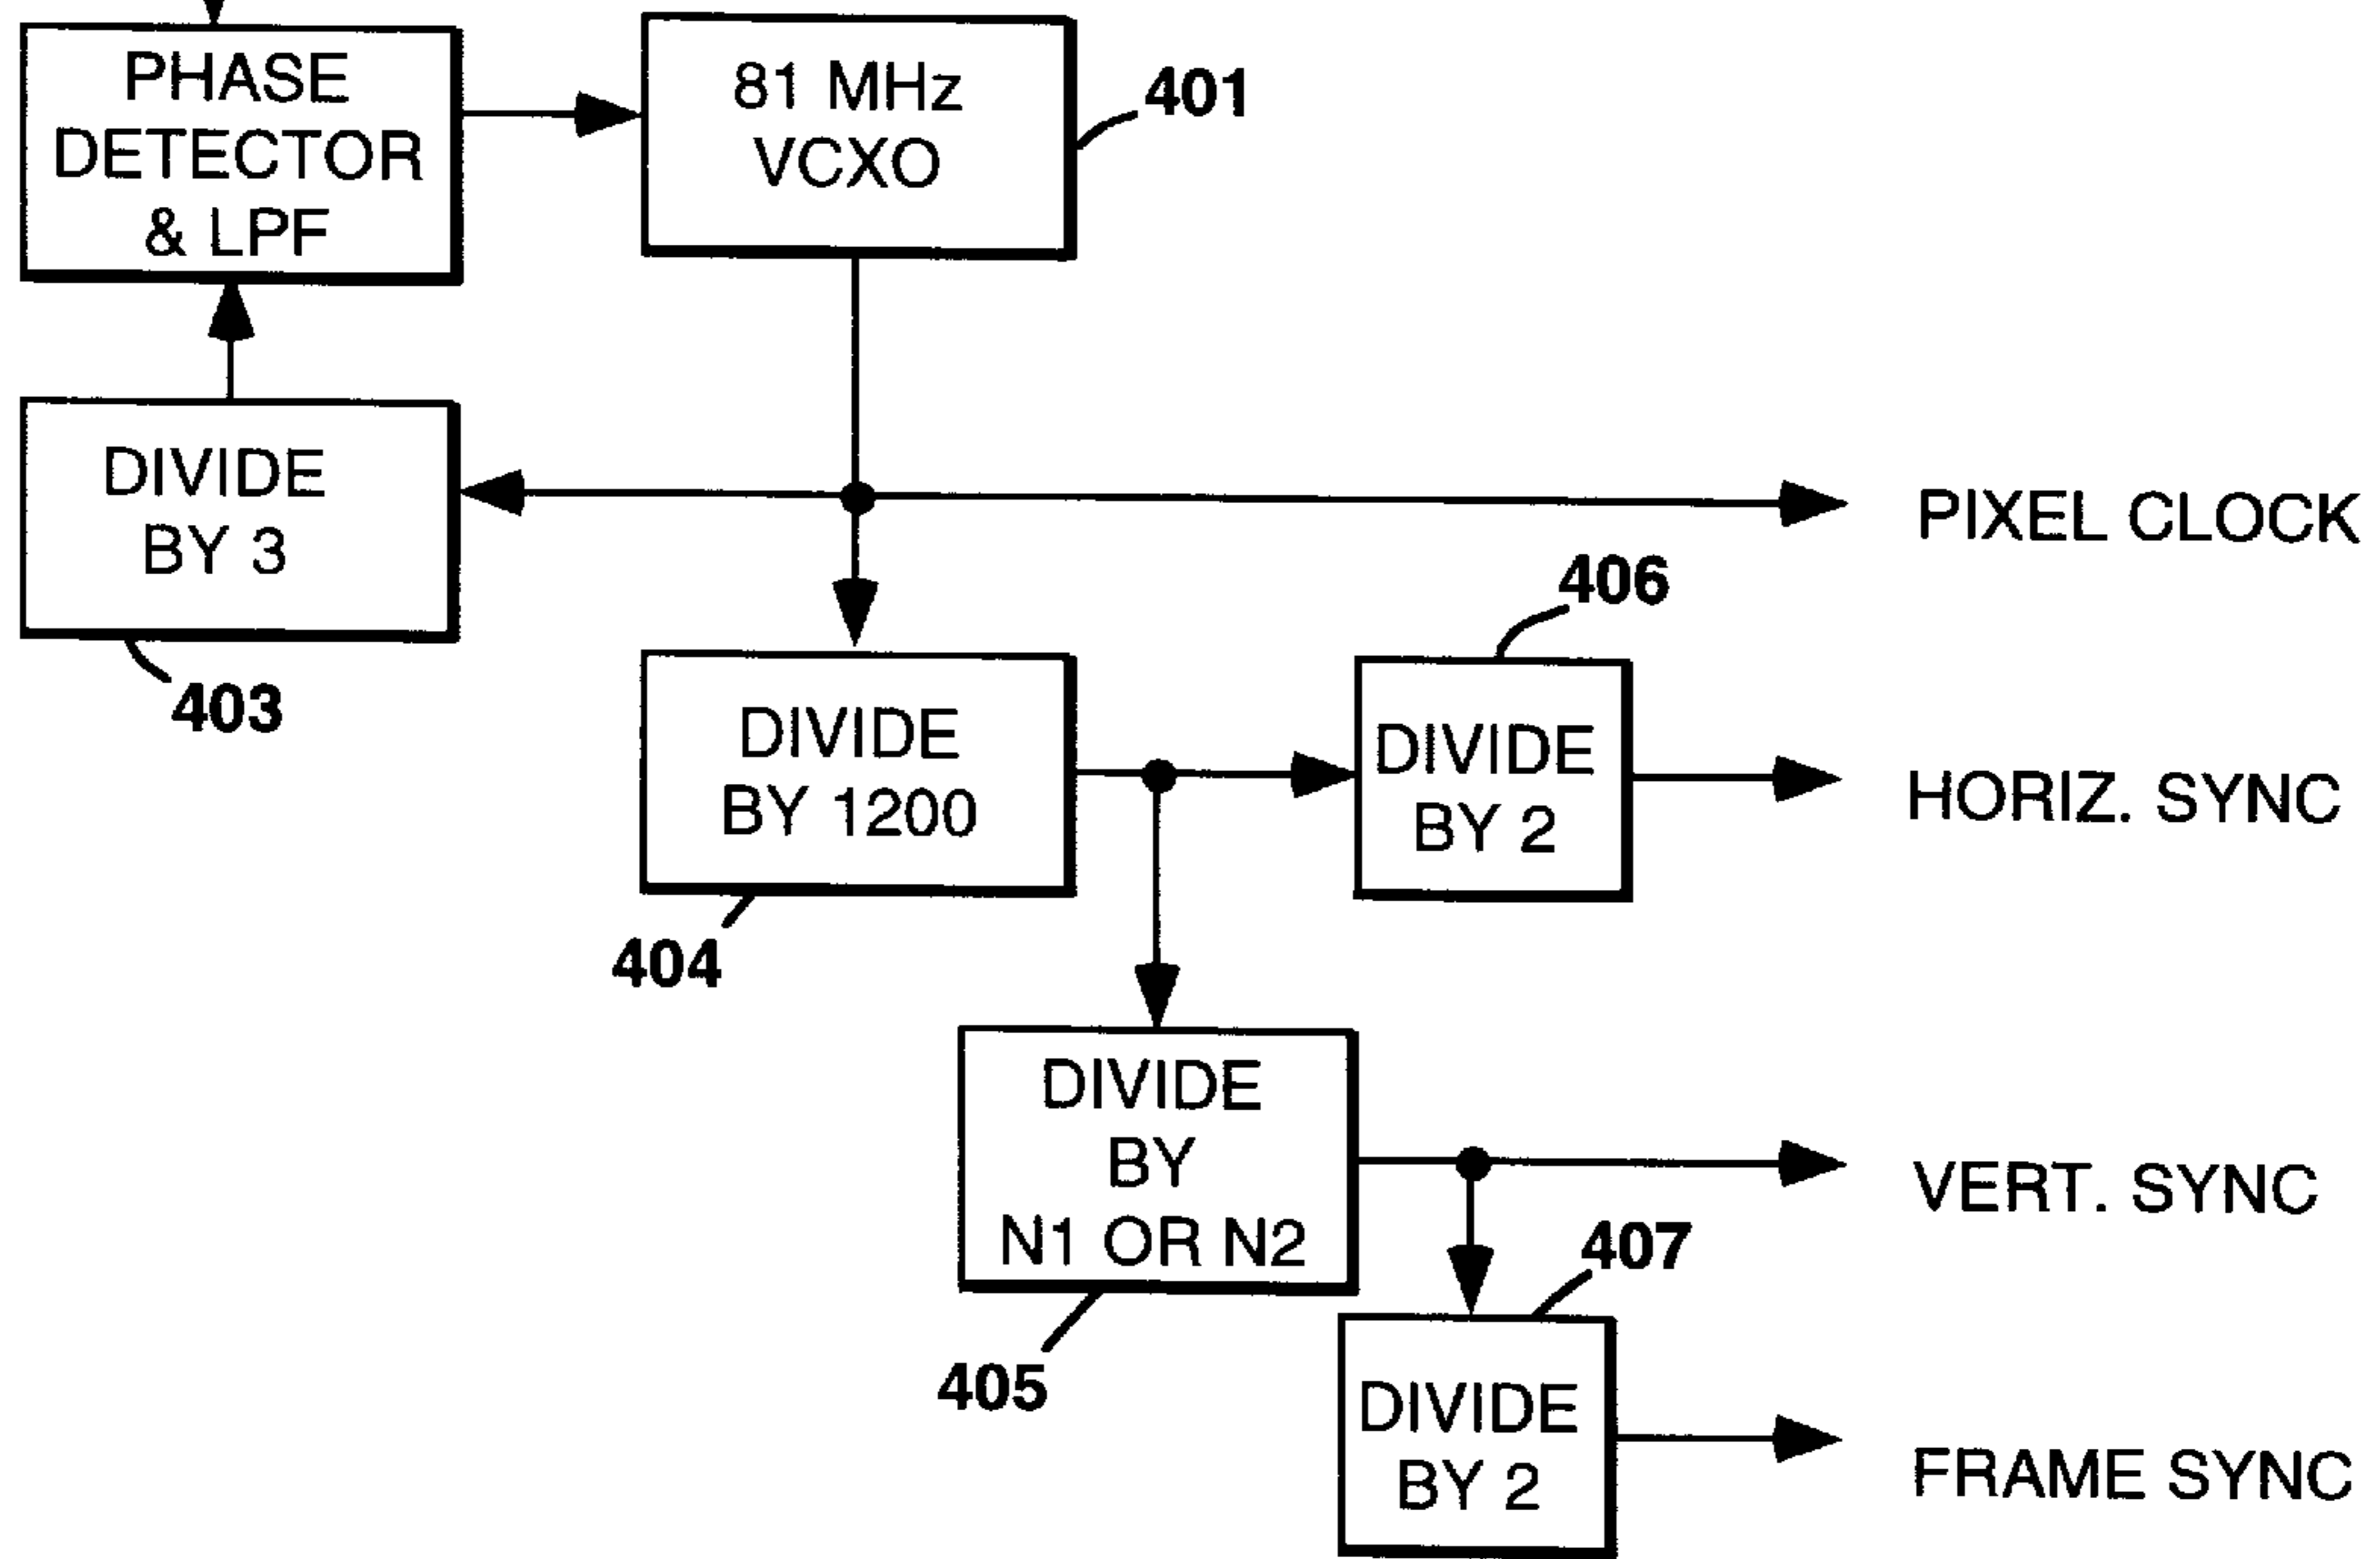 PHASE
DETECTOR
& LPF
81 MHz
VCXO
401
DIVIDE
BY 3
403
PIXEL CLOCK
406
DIVIDE
BY 1200
404
DIVIDE
BY 2
HORIZ. SYNC
DIVIDE
BY
N1 OR N2
405
VERT. SYNC
407
DIVIDE
BY 2
FRAME SYNC